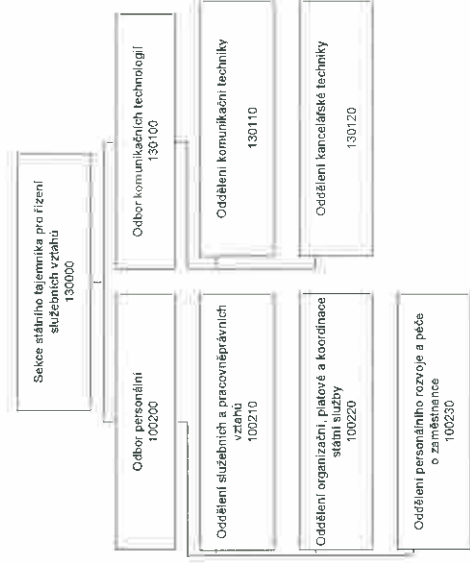 Sekce státního tajemníka pro řízení
služebních vztahů
130000
Odbor personální
100200
Oddělení služebních a pracovněprávních
vztahů
100210
Oddělení organizační, platové a koordinace
státní služby
100220
Oddělení personálního rozvoje a péče
o zaměstnance
100230
Odbor komunikačních technologií
130100
Oddělení komunikační techniky
130110
Oddělení kancelářské techniky
130120